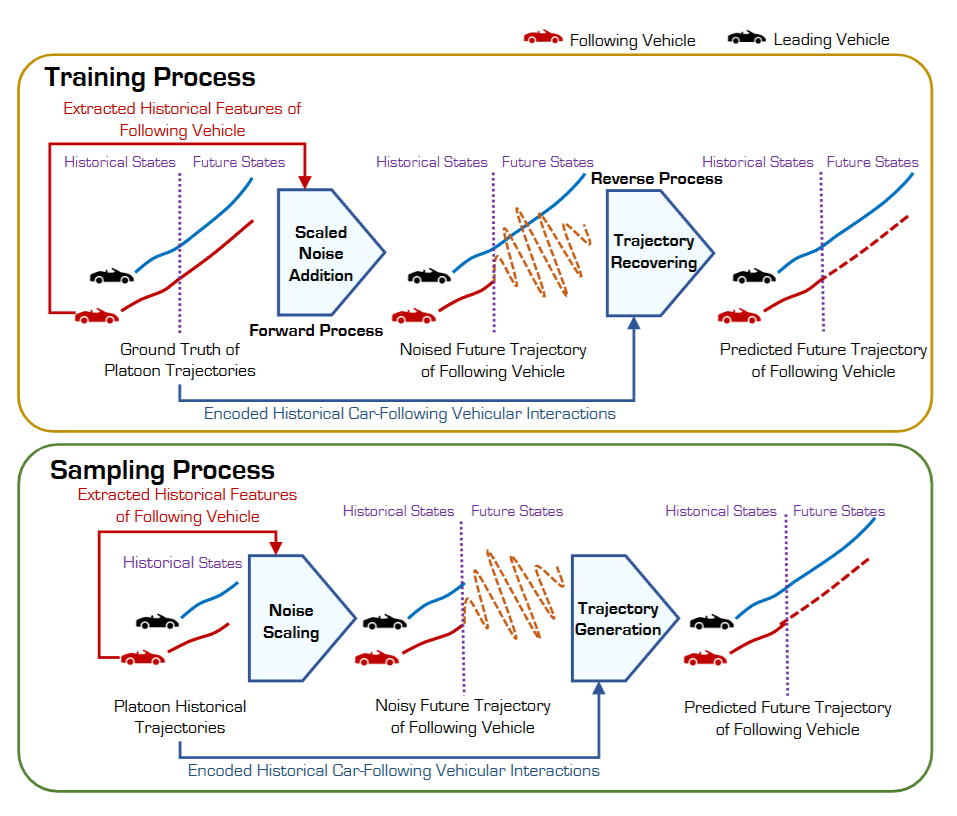 Following Vehicle
Leading Vehicle
Training Process
Extracted Historical Features of
Following Vehicle
Historical States
Future States
Historical States
Future States
Historical States
Future States
Reverse Process
Scaled
Noise
Addition
Trajectory
Recovering
Forward Process
Ground Truth of
Platoon Trajectories
Noised Future Trajectory
of Following Vehicle
Predicted Future Trajectory
of Following Vehicle
Encoded Historical Car-Following Vehicular Interactions
Sampling Process
Extracted Historical Features
of Following Vehicle
Historical States
Historical States
Future States
Historical States
Future States
Noise
Scaling
Trajectory
Generation
Platoon Historical
Trajectories
Noisy Future Trajectory
of Following Vehicle
Predicted Future Trajectory
of Following Vehicle
Encoded Historical Car-Following Vehicular Interactions